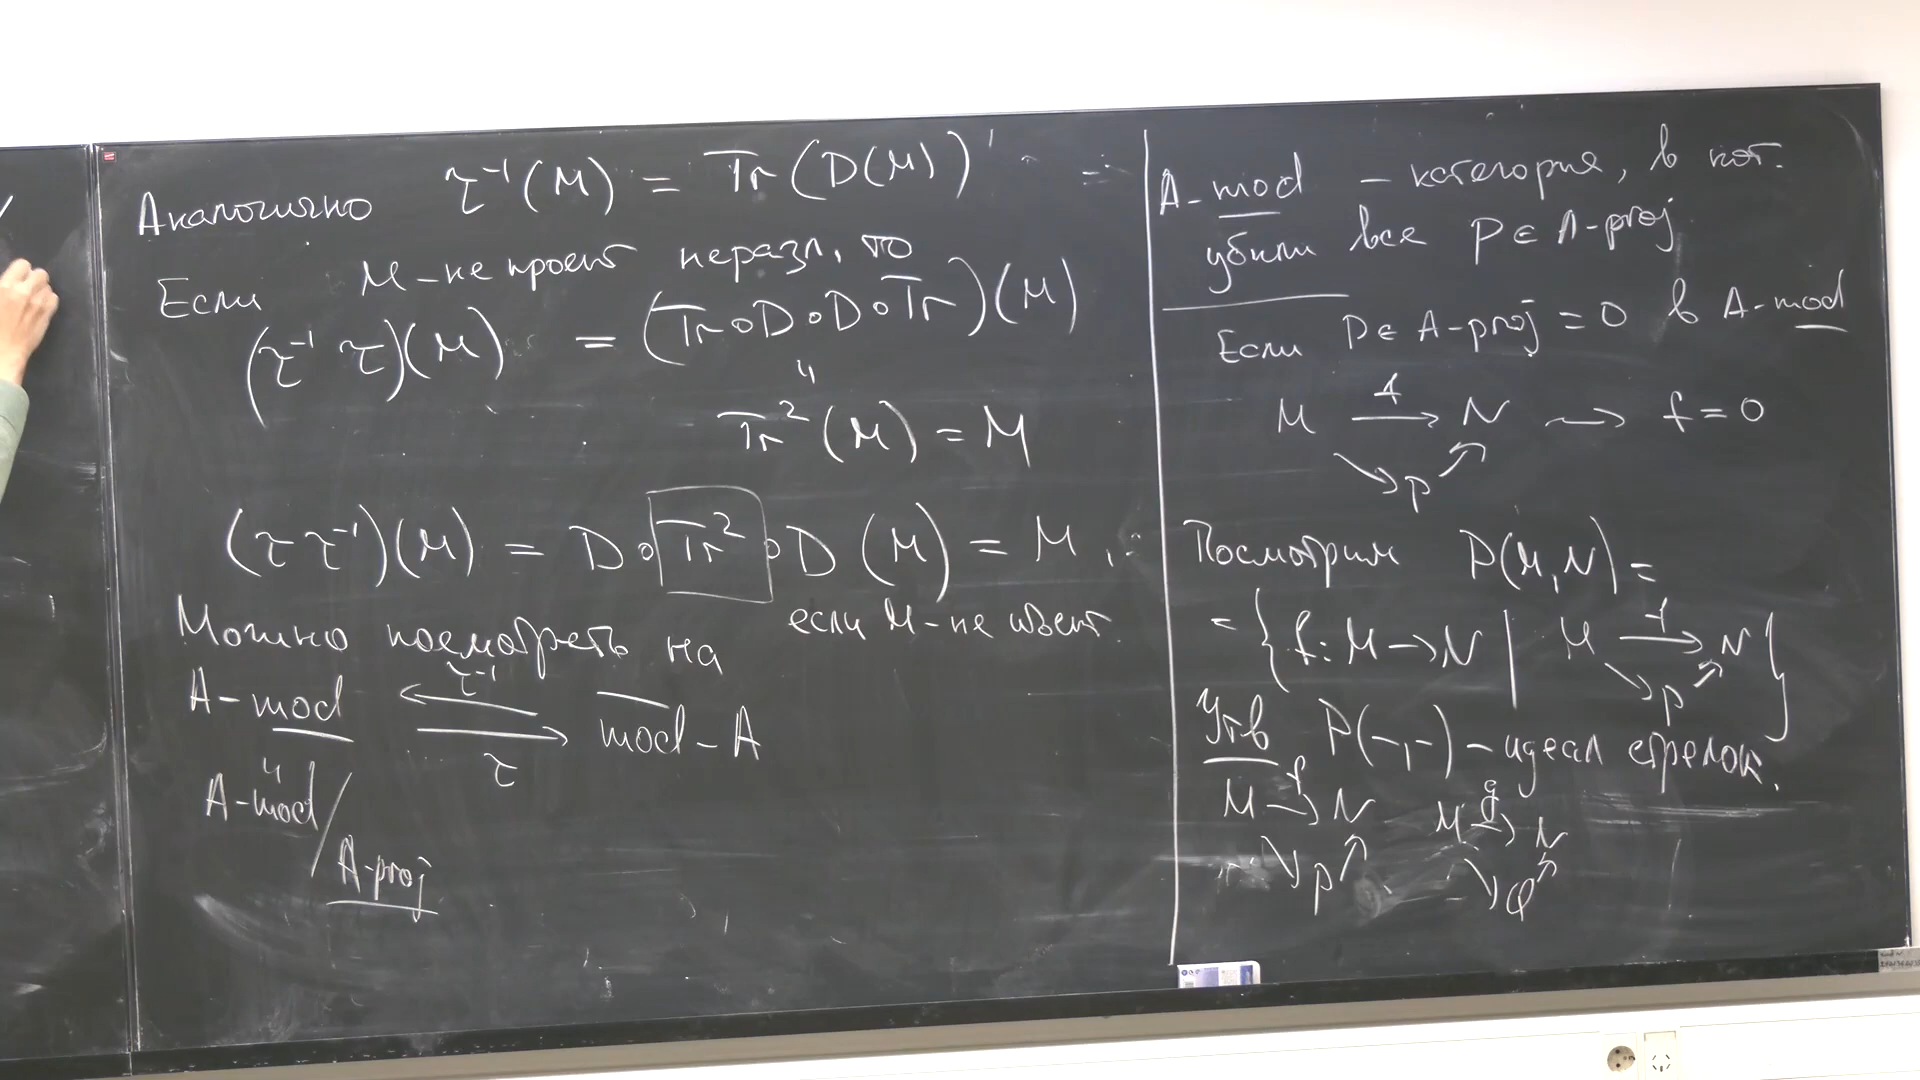 Аналогично τ⁻¹(M) = Tr(D(M))
Если M-не проект неразл, то
(τ⁻¹ τ)(M) = (Tr∘D∘D∘Tr)(M)
"
Tr²(M) = M
(τ τ⁻¹)(M) = D∘Tr²∘D(M) = M,
если M-не инъект.
Можно посмотреть на
τ⁻¹
A-mod ⇄ mod-A
τ
"
A-mod/
A-proj
A-mod - категория, в кот.
убили все P ∈ A-proj
Если P ∈ A-proj = 0 в A-mod
M → N ⇝ f = 0
↘ P ↗
Посмотрим P(M,N) =
= { f: M → N | M →f N
↘ P ↗ }
Утв P(-,-) - идеал стрелок.
M →f N M →g N
↘ P ↗ ↘ Q ↗